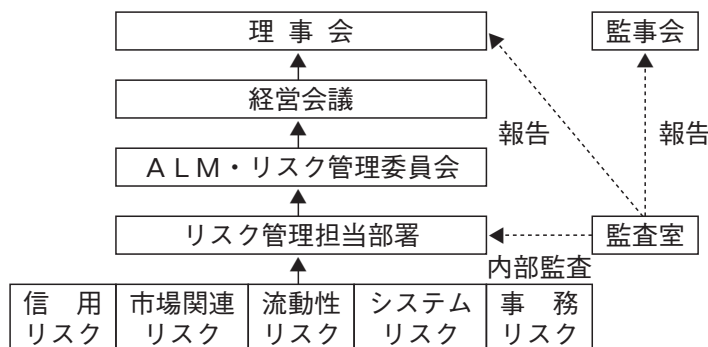 理事会
監事会
経営会議
報告
報告
ALM・リスク管理委員会
リスク管理担当部署
監査室
内部監査
信用
リスク
市場関連
リスク
流動性
リスク
システム
リスク
事務
リスク